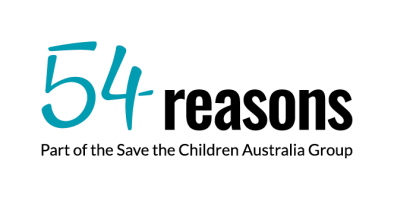 54 reasons
Part of the Save the Children Australia Group